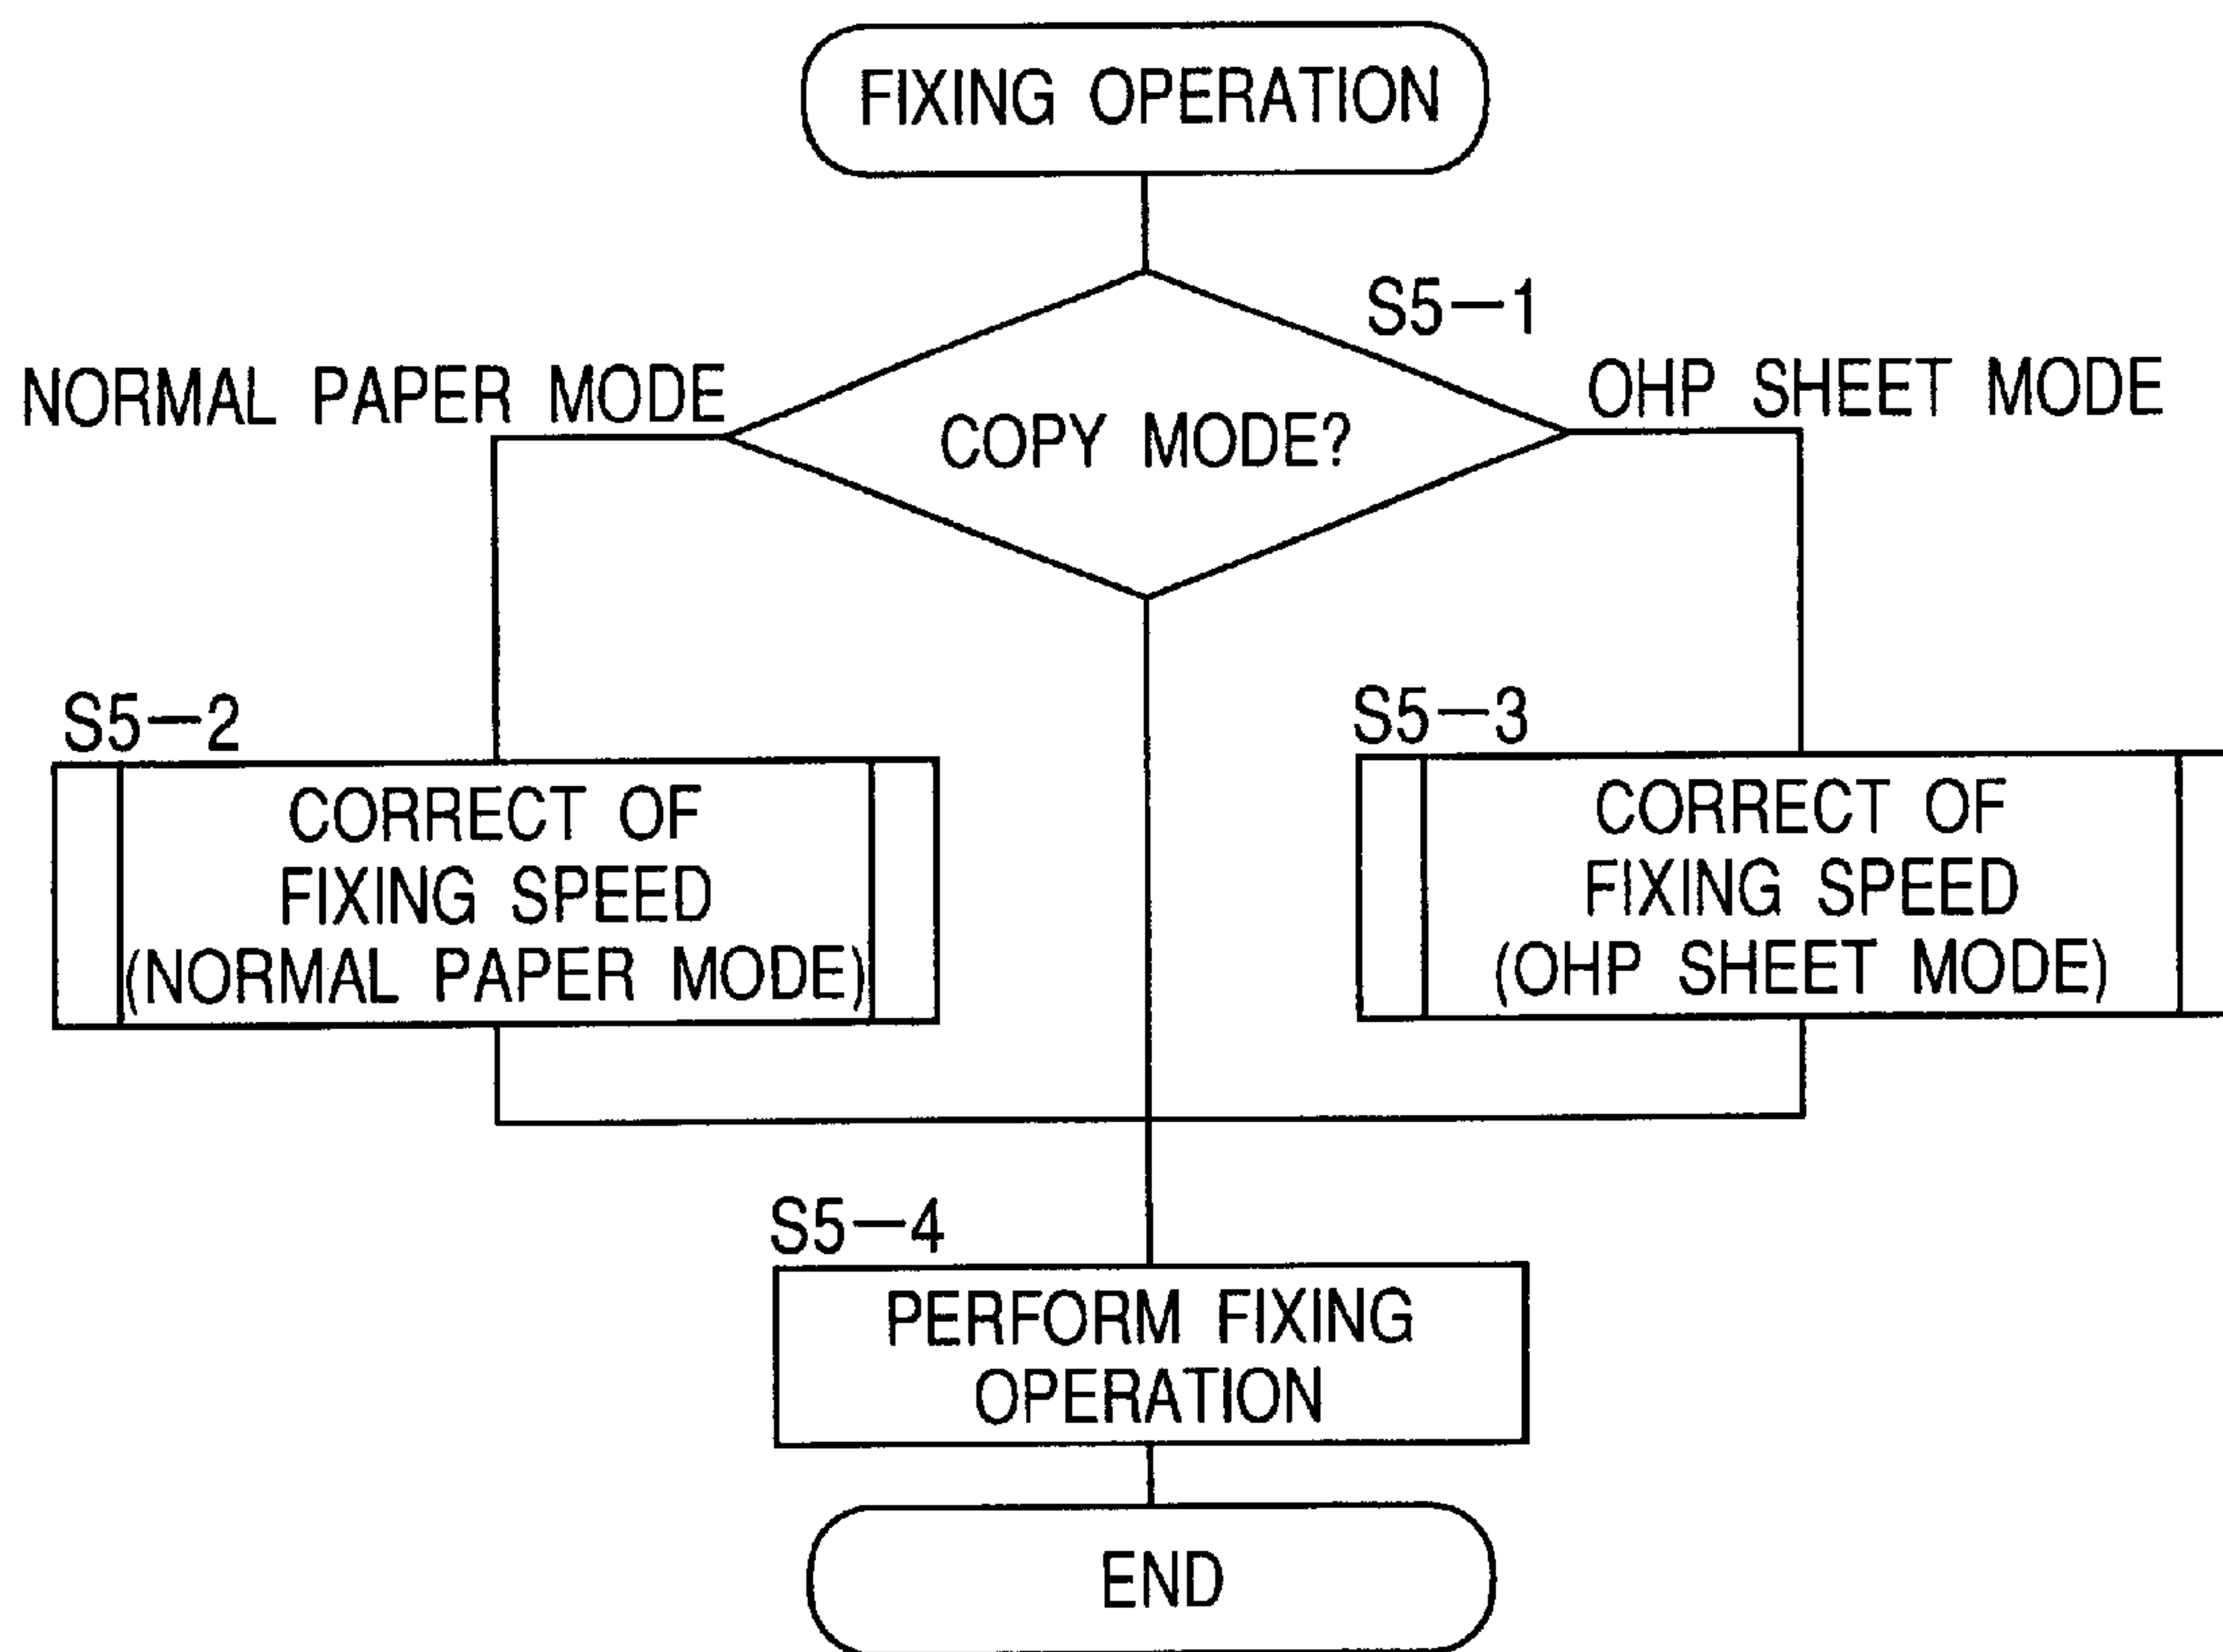 FIXING OPERATION
S5-1
NORMAL PAPER MODE
COPY MODE?
OHP SHEET MODE
S5-2
CORRECT OF
FIXING SPEED
(NORMAL PAPER MODE)
S5-3
CORRECT OF
FIXING SPEED
(OHP SHEET MODE)
S5-4
PERFORM FIXING
OPERATION
END